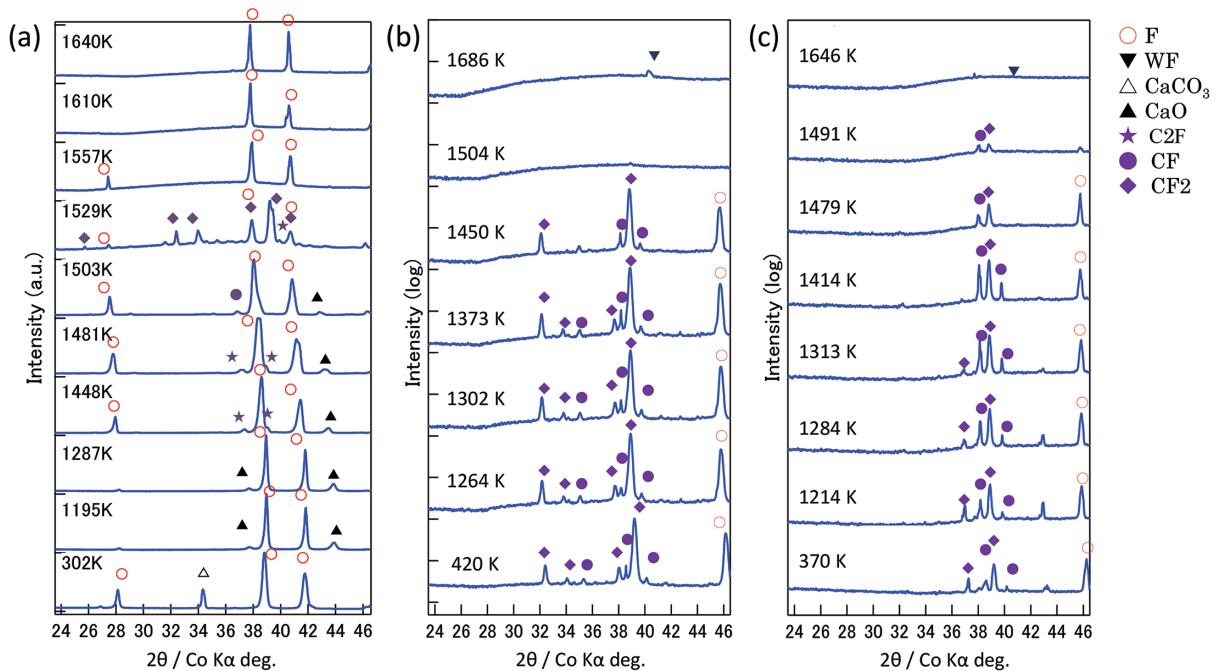 (a)
1640K
1610K
1557K
1529K
1503K
1481K
1448K
1287K
1195K
302K
Intensity (a.u.)
24 26 28 30 32 34 36 38 40 42 44 46
2θ / Co Kα deg.
(b)
1686 K
1504 K
1450 K
1373 K
1302 K
1264 K
420 K
Intensity (log)
24 26 28 30 32 34 36 38 40 42 44 46
2θ / Co Kα deg.
(c)
1646 K
1491 K
1479 K
1414 K
1313 K
1284 K
1214 K
370 K
Intensity (log)
24 26 28 30 32 34 36 38 40 42 44 46
2θ / Co Kα deg.
F
WF
CaCO₃
CaO
C2F
CF
CF2